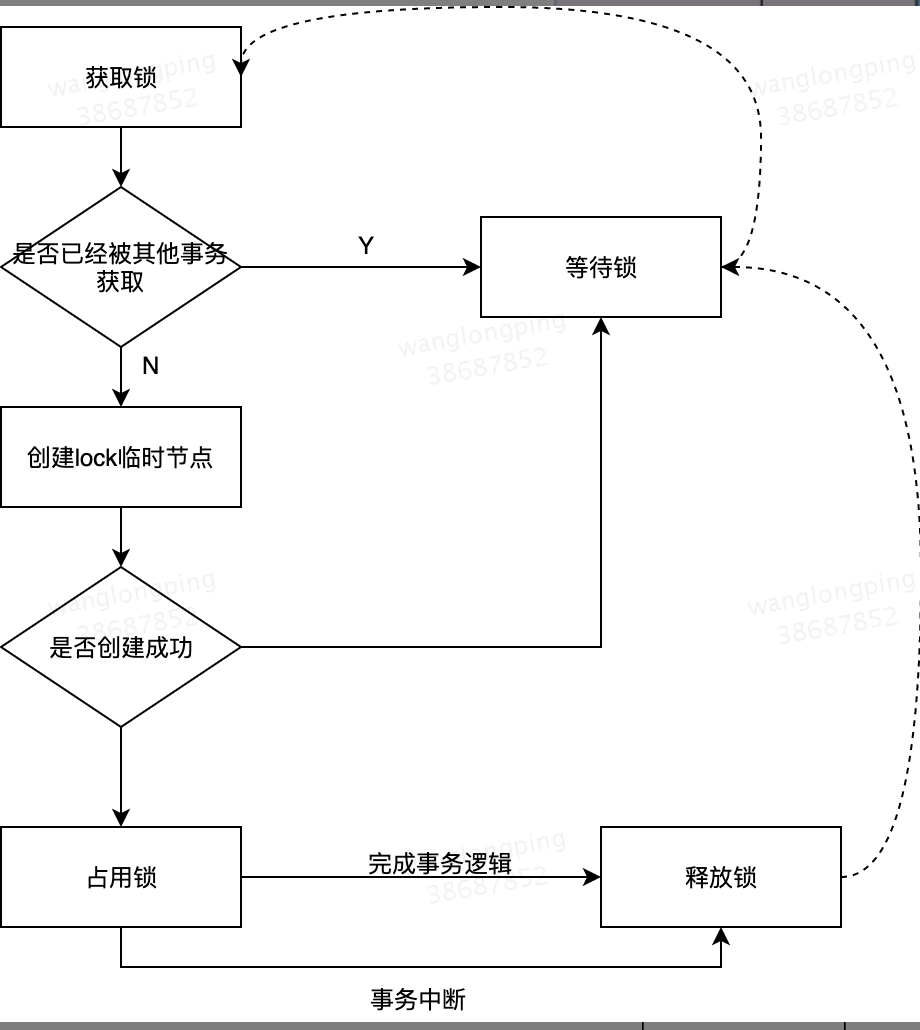 获取锁
wanglongping
38687852
wanglongping
38687852
是否已经被其他事务
获取
Y
等待锁
wanglongping
38687852
N
创建lock临时节点
wanglongping
38687852
wanglongping
38687852
是否创建成功
占用锁
完成事务逻辑
wanglongping
38687852
释放锁
事务中断